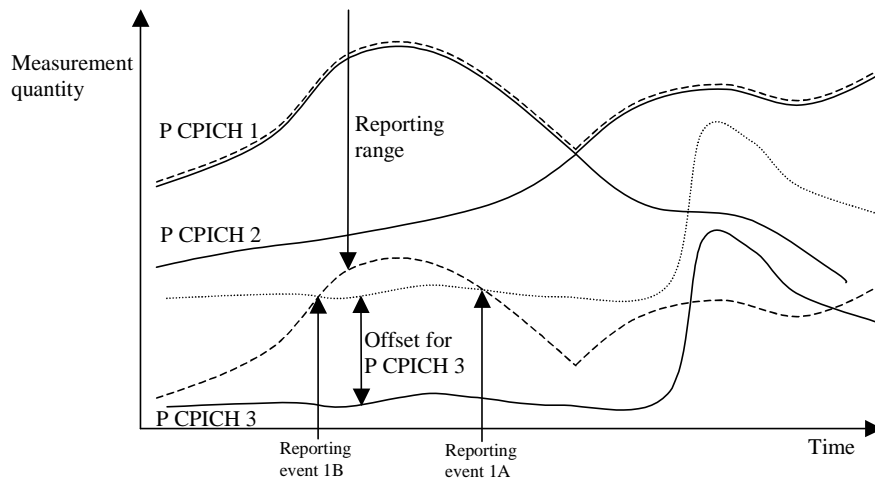 Measurement
quantity
P CPICH 1
Reporting
range
P CPICH 2
Offset for
P CPICH 3
P CPICH 3
Time
Reporting
event 1B
Reporting
event 1A